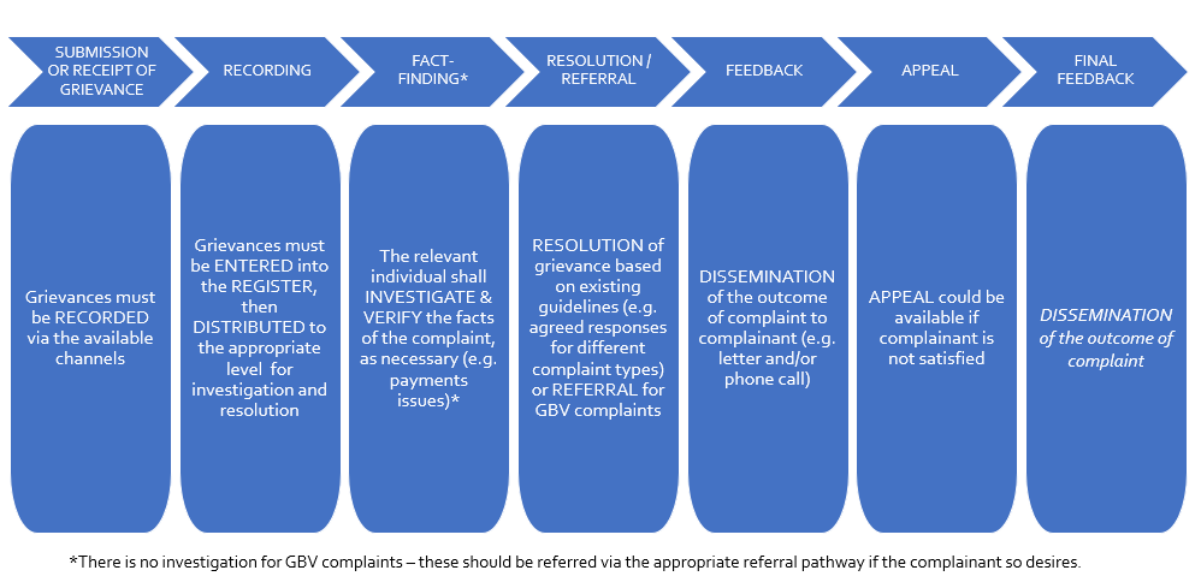 SUBMISSION
OR RECEIPT OF
GRIEVANCE
RECORDING
FACT-
FINDING*
RESOLUTION /
REFERRAL
FEEDBACK
APPEAL
FINAL
FEEDBACK
Grievances must
be RECORDED
via the available
channels
Grievances must
be ENTERED into
the REGISTER,
then
DISTRIBUTED to
the appropriate
level for
investigation and
resolution
The relevant
individual shall
INVESTIGATE &
VERIFY the facts
of the complaint,
as necessary (e.g.
payments
issues)*
RESOLUTION of
grievance based
on existing
guidelines (e.g.
agreed responses
for different
complaint types)
or REFERRAL for
GBV complaints
DISSEMINATION
of the outcome
of complaint to
complainant (e.g.
letter and/or
phone call)
APPEAL could be
available if
complainant is
not satisfied
DISSEMINATION
of the outcome of
complaint
*There is no investigation for GBV complaints – these should be referred via the appropriate referral pathway if the complainant so desires.